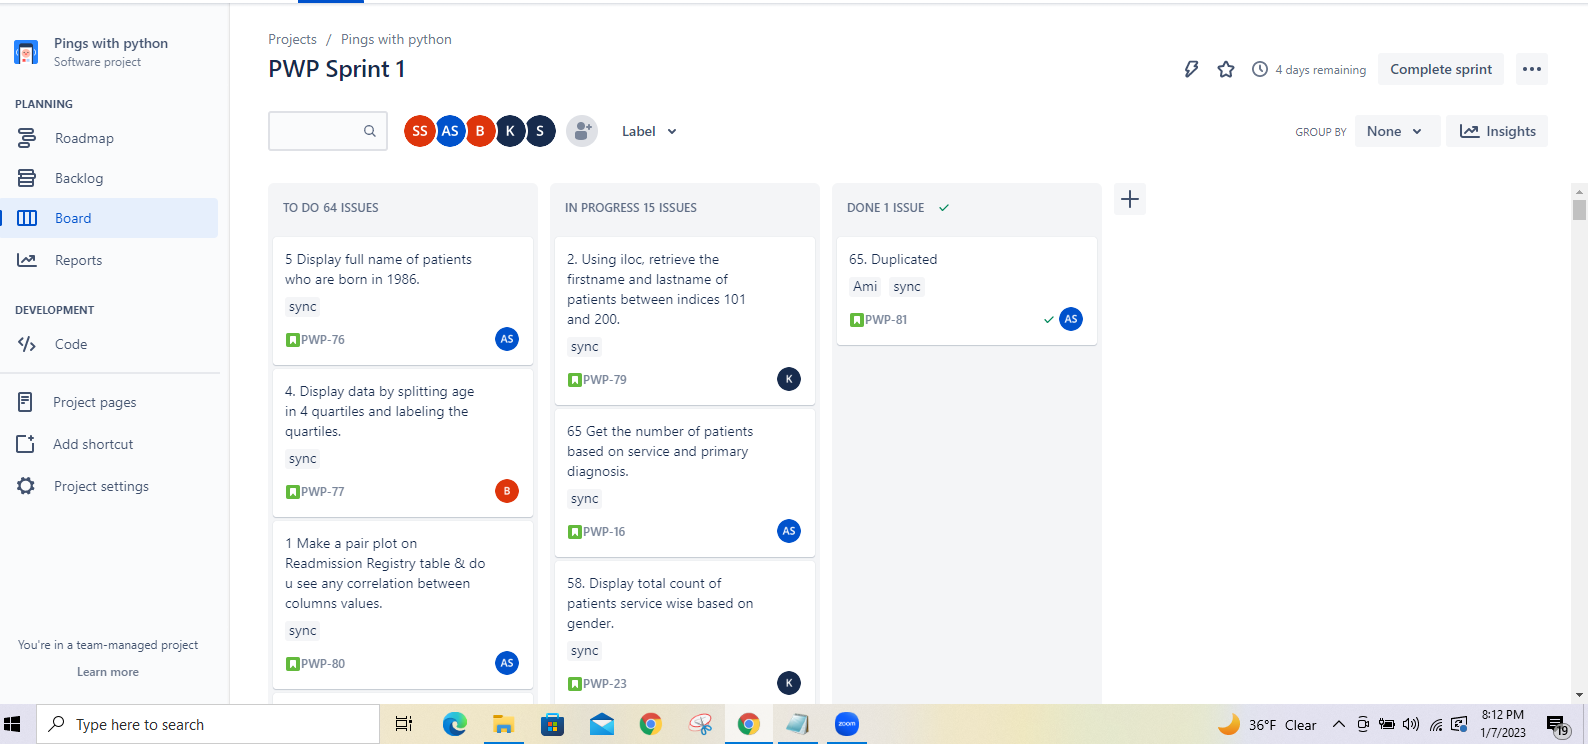 Pings with python
Software project
PLANNING
Roadmap
Backlog
Board
Reports
DEVELOPMENT
Code
Project pages
Add shortcut
Project settings
You're in a team-managed project
Learn more
Projects / Pings with python
PWP Sprint 1
4 days remaining
Complete sprint
SS AS B K S
Label
GROUP BY
None
Insights
TO DO 64 ISSUES
5 Display full name of patients
who are born in 1986.
sync
PWP-76
AS
4. Display data by splitting age
in 4 quartiles and labeling the
quartiles.
sync
PWP-77
B
1 Make a pair plot on
Readmission Registry table & do
u see any correlation between
columns values.
sync
PWP-80
AS
IN PROGRESS 15 ISSUES
2. Using iloc, retrieve the
firstname and lastname of
patients between indices 101
and 200.
sync
PWP-79
K
65 Get the number of patients
based on service and primary
diagnosis.
sync
PWP-16
AS
58. Display total count of
patients service wise based on
gender.
sync
PWP-23
K
DONE 1 ISSUE
65. Duplicated
Ami sync
PWP-81
AS
Type here to search
zoom
36°F Clear
8:12 PM
1/7/2023
19